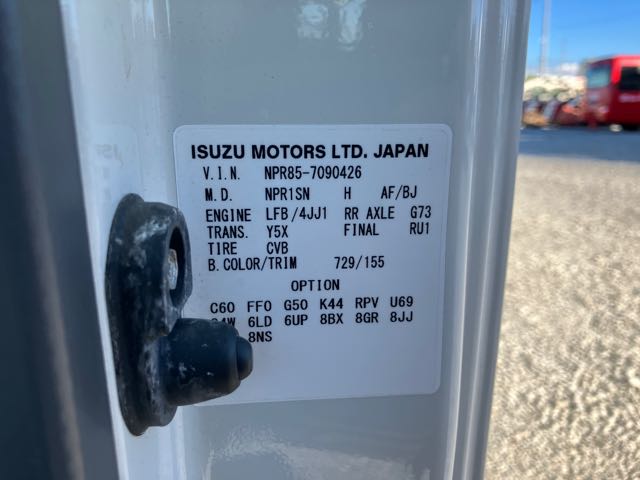 ISUZU MOTORS LTD. JAPAN
V.I.N. NPR85-7090426
M.D. NPR1SN H AF/BJ
ENGINE LFB/4JJ1 RR AXLE G73
TRANS. Y5X FINAL RU1
TIRE CVB
B.COLOR/TRIM 729/155
OPTION
C60 FF0 G50 K44 RPV U69
6LD 6UP 8BX 8GR 8JJ
8NS